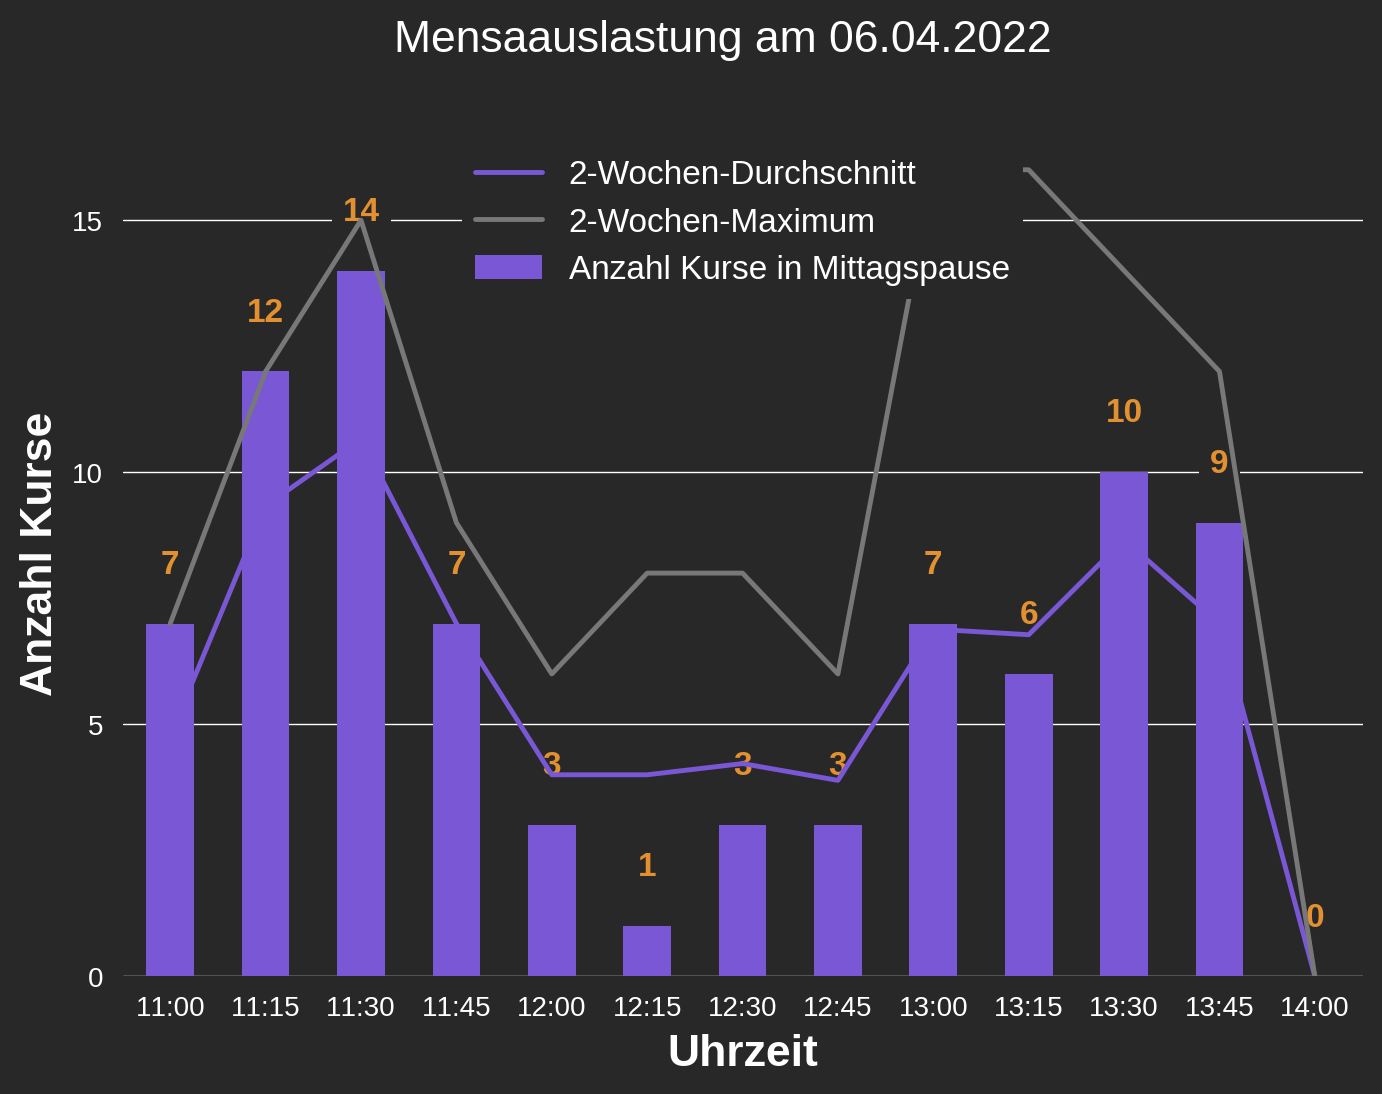 Mensaauslastung am 06.04.2022
2-Wochen-Durchschnitt
2-Wochen-Maximum
Anzahl Kurse in Mittagspause
Anzahl Kurse
15
10
5
0
7
12
14
7
3
1
3
3
7
6
10
9
0
11:00 11:15 11:30 11:45 12:00 12:15 12:30 12:45 13:00 13:15 13:30 13:45 14:00
Uhrzeit